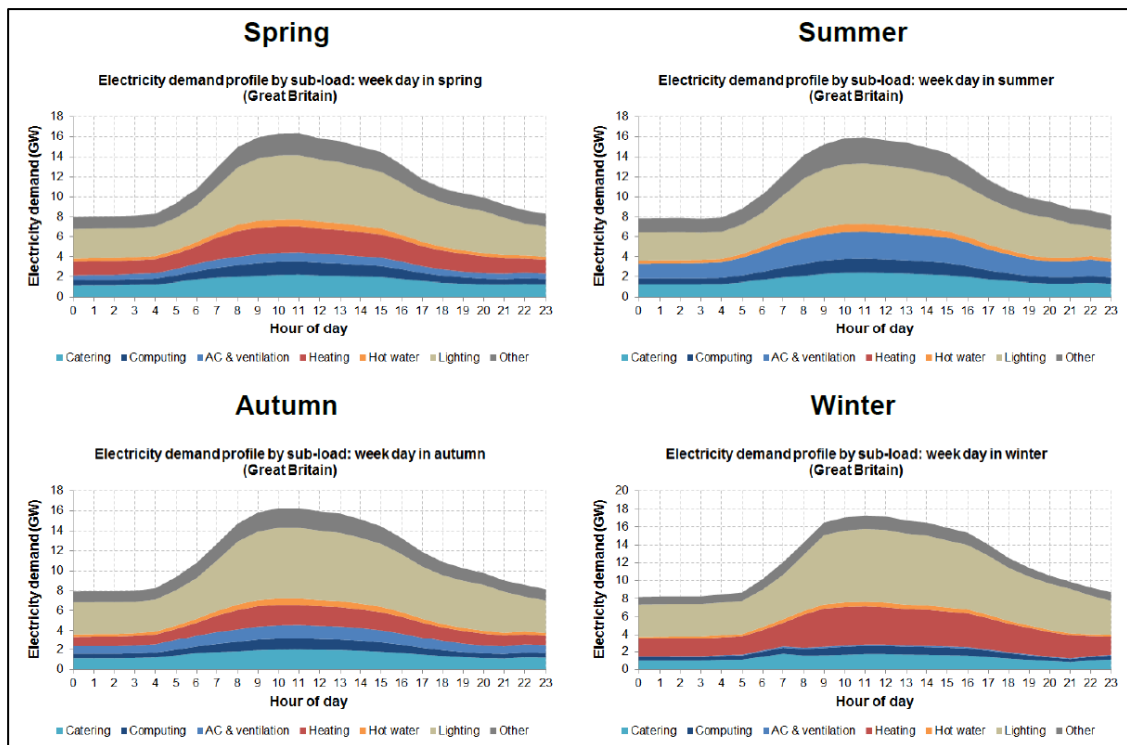 Spring
Electricity demand profile by sub-load: week day in spring
(Great Britain)
Electricity demand (GW)
18
16
14
12
10
8
6
4
2
0
0 1 2 3 4 5 6 7 8 9 10 11 12 13 14 15 16 17 18 19 20 21 22 23
Hour of day
Catering Computing AC & ventilation Heating Hot water Lighting Other
Summer
Electricity demand profile by sub-load: week day in summer
(Great Britain)
Electricity demand (GW)
18
16
14
12
10
8
6
4
2
0
0 1 2 3 4 5 6 7 8 9 10 11 12 13 14 15 16 17 18 19 20 21 22 23
Hour of day
Catering Computing AC & ventilation Heating Hot water Lighting Other
Autumn
Electricity demand profile by sub-load: week day in autumn
(Great Britain)
Electricity demand (GW)
18
16
14
12
10
8
6
4
2
0
0 1 2 3 4 5 6 7 8 9 10 11 12 13 14 15 16 17 18 19 20 21 22 23
Hour of day
Catering Computing AC & ventilation Heating Hot water Lighting Other
Winter
Electricity demand profile by sub-load: week day in winter
(Great Britain)
Electricity demand (GW)
20
18
16
14
12
10
8
6
4
2
0
0 1 2 3 4 5 6 7 8 9 10 11 12 13 14 15 16 17 18 19 20 21 22 23
Hour of day
Catering Computing AC & ventilation Heating Hot water Lighting Other